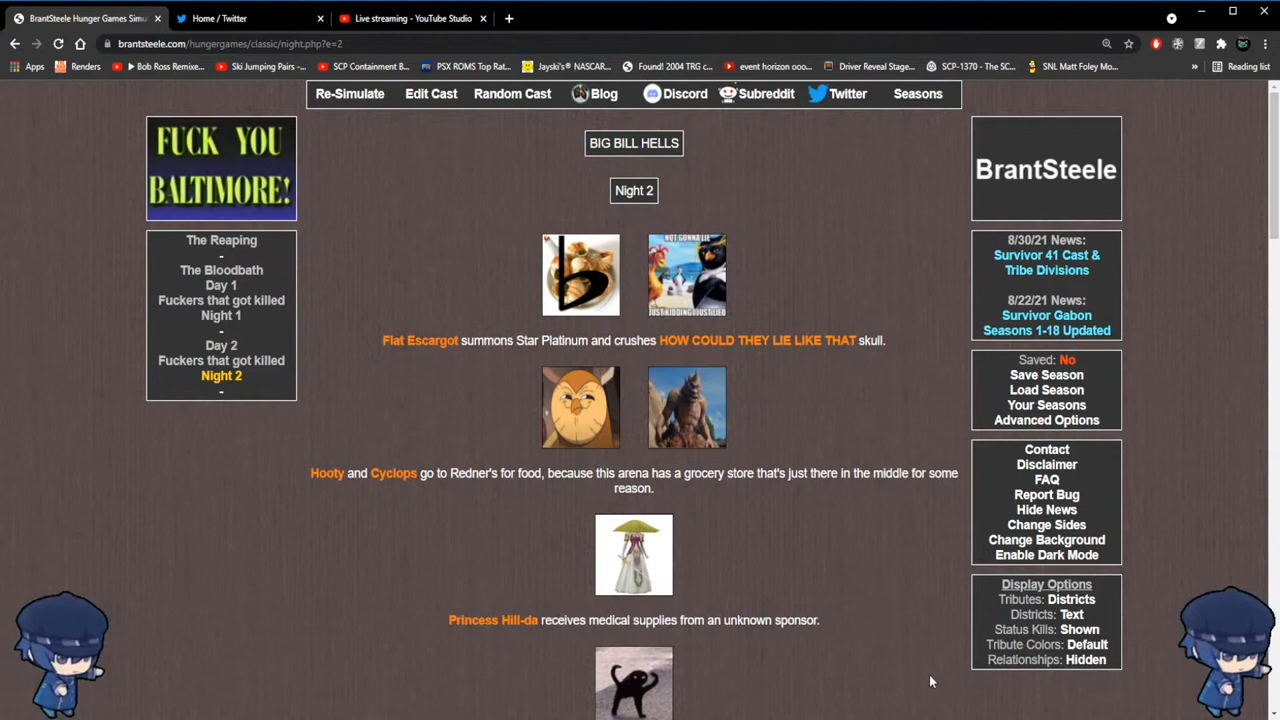 BrantSteele Hunger Games Simu
Home / Twitter
Live streaming - YouTube Studio
brantsteele.com/hungergames/classic/night.php?e=2
Apps
Renders
Bob Ross Remixe...
Ski Jumping Pairs -...
SCP Containment B...
PSX ROMS Top Rat...
Jayski's® NASCAR...
Found! 2004 TRG c...
event horizon ooo...
Driver Reveal Stage...
SCP-1370 - The SC...
SNL Matt Foley Mo...
»
Reading list
Re-Simulate
Edit Cast
Random Cast
Blog
Discord
Subreddit
Twitter
Seasons
FUCK YOU
BALTIMORE!
The Reaping
-
The Bloodbath
Day 1
Fuckers that got killed
Night 1
-
Day 2
Fuckers that got killed
Night 2
-
BIG BILL HELLS
Night 2
b
NOT GONNA LIE
JUST KIDDING I JUST LIED
Flat Escargot summons Star Platinum and crushes HOW COULD THEY LIE LIKE THAT skull.
Hooty and Cyclops go to Redner's for food, because this arena has a grocery store that's just there in the middle for some
reason.
Princess Hill-da receives medical supplies from an unknown sponsor.
BrantSteele
8/30/21 News:
Survivor 41 Cast &
Tribe Divisions
8/22/21 News:
Survivor Gabon
Seasons 1-18 Updated
Saved: No
Save Season
Load Season
Your Seasons
Advanced Options
Contact
Disclaimer
FAQ
Report Bug
Hide News
Change Sides
Change Background
Enable Dark Mode
Display Options
Tributes: Districts
Districts: Text
Status Kills: Shown
Tribute Colors: Default
Relationships: Hidden